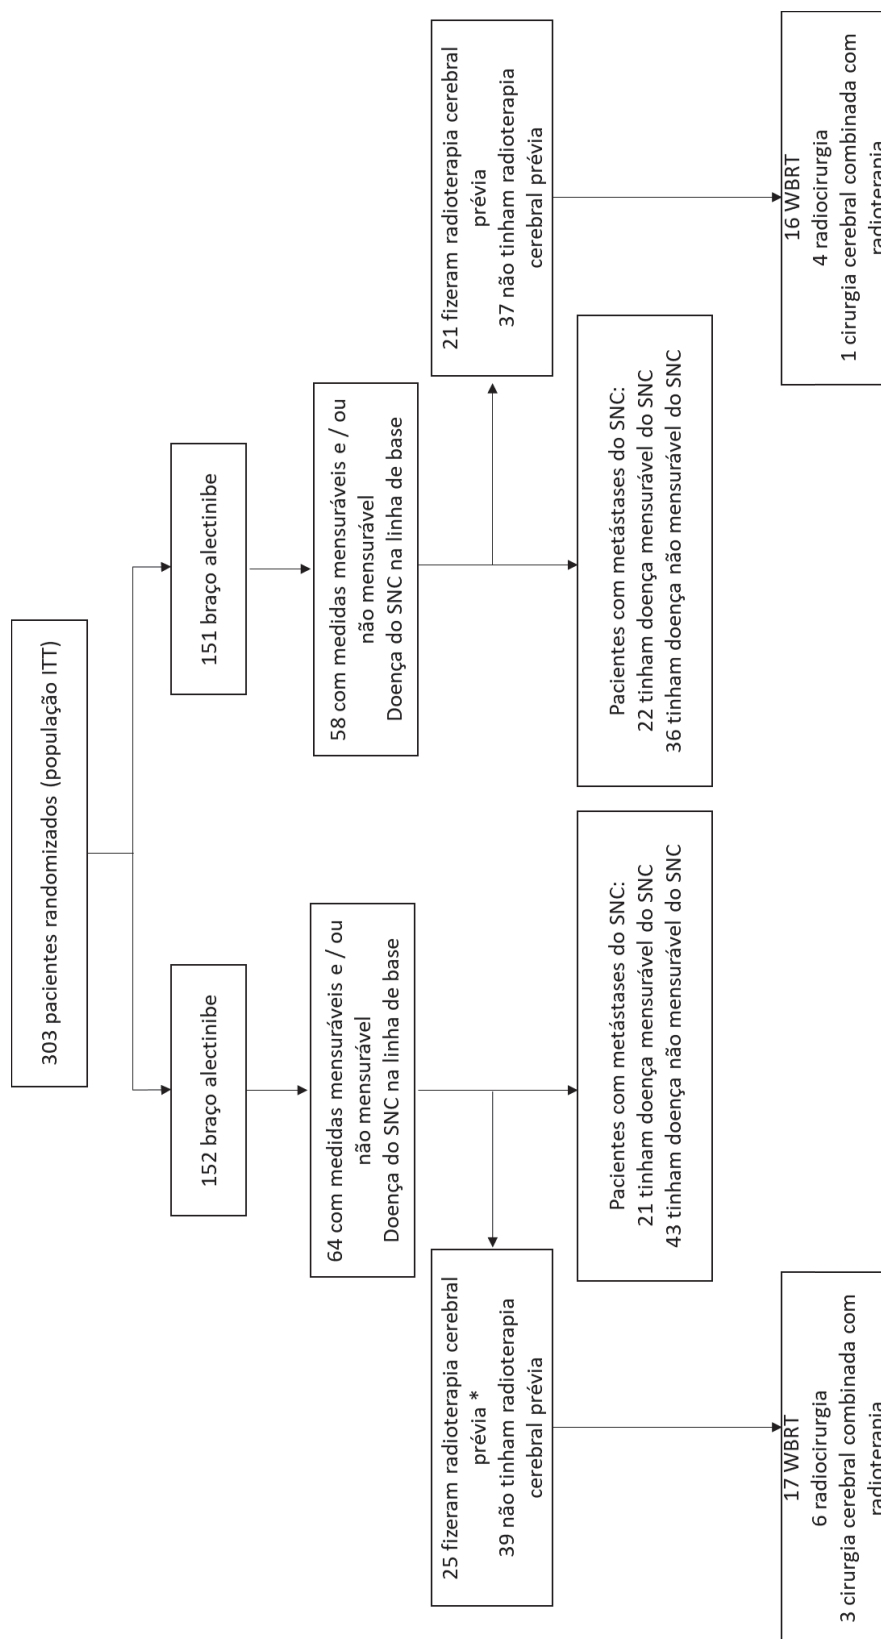 303 pacientes randomizados (população ITT)
152 braço alectinibe
151 braço alectinibe
64 com medidas mensuráveis e / ou
não mensurável
Doença do SNC na linha de base
58 com medidas mensuráveis e / ou
não mensurável
Doença do SNC na linha de base
25 fizeram radioterapia cerebral
prévia *
39 não tinham radioterapia
cerebral prévia
21 fizeram radioterapia cerebral
prévia
37 não tinham radioterapia
cerebral prévia
Pacientes com metástases do SNC:
21 tinham doença mensurável do SNC
43 tinham doença não mensurável do SNC
Pacientes com metástases do SNC:
22 tinham doença mensurável do SNC
36 tinham doença não mensurável do SNC
17 WBRT
6 radiocirurgia
3 cirurgia cerebral combinada com
radioterapia
16 WBRT
4 radiocirurgia
1 cirurgia cerebral combinada com
radioterapia